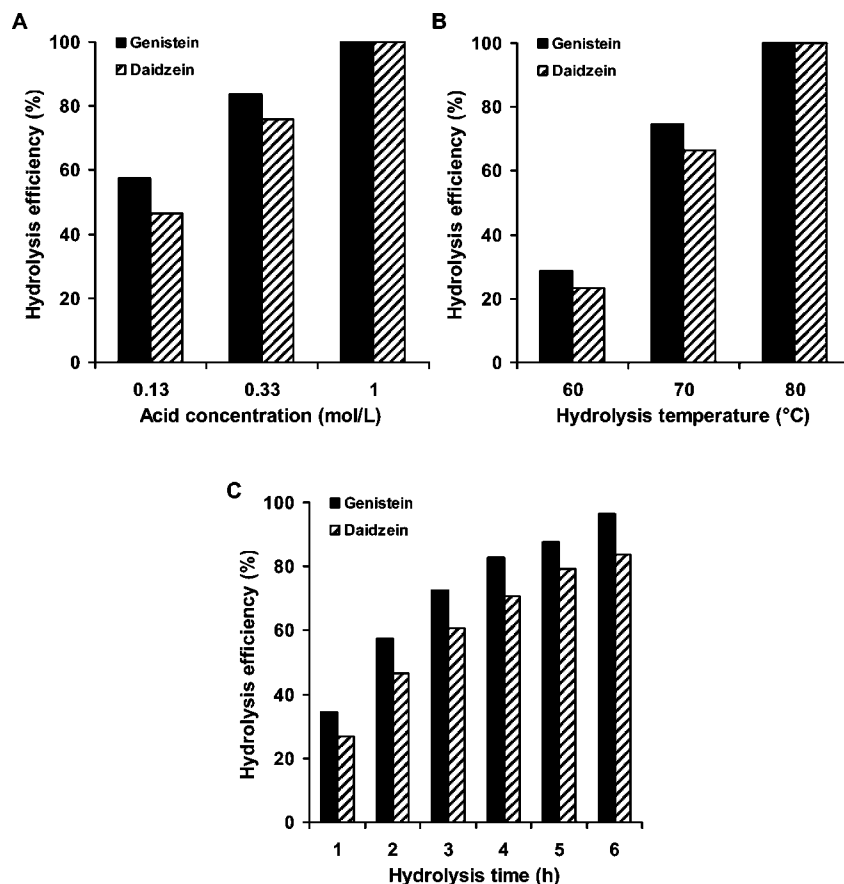 A
Genistein
Daidzein
Hydrolysis efficiency (%)
100
80
60
40
20
0
0.13 0.33 1
Acid concentration (mol/L)
B
Genistein
Daidzein
Hydrolysis efficiency (%)
100
80
60
40
20
0
60 70 80
Hydrolysis temperature (°C)
C
Genistein
Daidzein
Hydrolysis efficiency (%)
100
80
60
40
20
0
1 2 3 4 5 6
Hydrolysis time (h)